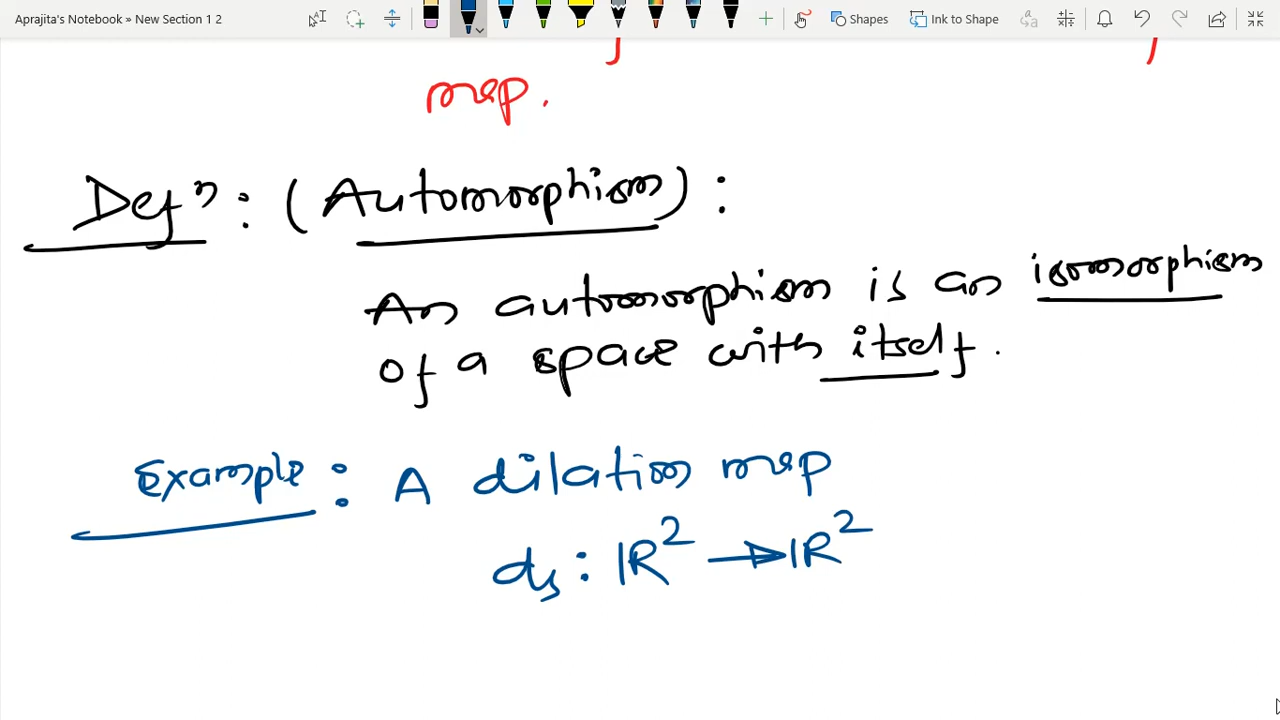 Aprajita's Notebook » New Section 1 2
Shapes
Ink to Shape
map.
Defⁿ : (Automorphism) :
An automorphism is an isomorphism
of a space with itself.
Example : A dilation map
ds : ℝ² → ℝ²